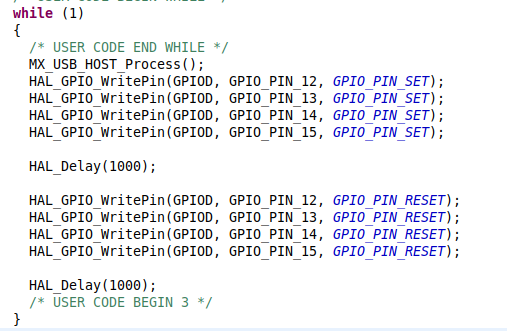 while (1)
{
/* USER CODE END WHILE */
MX_USB_HOST_Process();
HAL_GPIO_WritePin(GPIOD, GPIO_PIN_12, GPIO_PIN_SET);
HAL_GPIO_WritePin(GPIOD, GPIO_PIN_13, GPIO_PIN_SET);
HAL_GPIO_WritePin(GPIOD, GPIO_PIN_14, GPIO_PIN_SET);
HAL_GPIO_WritePin(GPIOD, GPIO_PIN_15, GPIO_PIN_SET);
HAL_Delay(1000);
HAL_GPIO_WritePin(GPIOD, GPIO_PIN_12, GPIO_PIN_RESET);
HAL_GPIO_WritePin(GPIOD, GPIO_PIN_13, GPIO_PIN_RESET);
HAL_GPIO_WritePin(GPIOD, GPIO_PIN_14, GPIO_PIN_RESET);
HAL_GPIO_WritePin(GPIOD, GPIO_PIN_15, GPIO_PIN_RESET);
HAL_Delay(1000);
/* USER CODE BEGIN 3 */
}